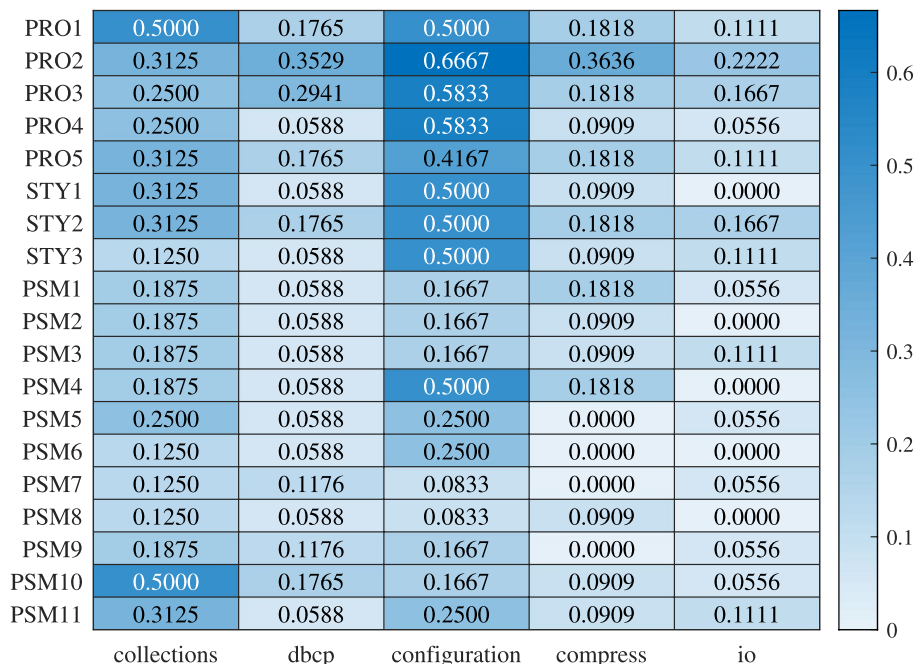 PRO1 0.5000 0.1765 0.5000 0.1818 0.1111
PRO2 0.3125 0.3529 0.6667 0.3636 0.2222
PRO3 0.2500 0.2941 0.5833 0.1818 0.1667
PRO4 0.2500 0.0588 0.5833 0.0909 0.0556
PRO5 0.3125 0.1765 0.4167 0.1818 0.1111
STY1 0.3125 0.0588 0.5000 0.0909 0.0000
STY2 0.3125 0.1765 0.5000 0.1818 0.1667
STY3 0.1250 0.0588 0.5000 0.0909 0.1111
PSM1 0.1875 0.0588 0.1667 0.1818 0.0556
PSM2 0.1875 0.0588 0.1667 0.0909 0.0000
PSM3 0.1875 0.0588 0.1667 0.0909 0.1111
PSM4 0.1875 0.0588 0.5000 0.1818 0.0000
PSM5 0.2500 0.0588 0.2500 0.0000 0.0556
PSM6 0.1250 0.0588 0.2500 0.0000 0.0000
PSM7 0.1250 0.1176 0.0833 0.0000 0.0556
PSM8 0.1250 0.0588 0.0833 0.0909 0.0000
PSM9 0.1875 0.1176 0.1667 0.0000 0.0556
PSM10 0.5000 0.1765 0.1667 0.0909 0.0556
PSM11 0.3125 0.0588 0.2500 0.0909 0.1111
collections dbcp configuration compress io
0.6
0.5
0.4
0.3
0.2
0.1
0